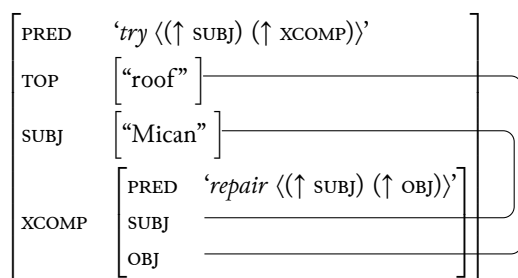 PRED ‘try ⟨(↑ SUBJ) (↑ XCOMP)⟩’
TOP “roof”
SUBJ “Mican”
PRED ‘repair ⟨(↑ SUBJ) (↑ OBJ)⟩’
XCOMP SUBJ
OBJ